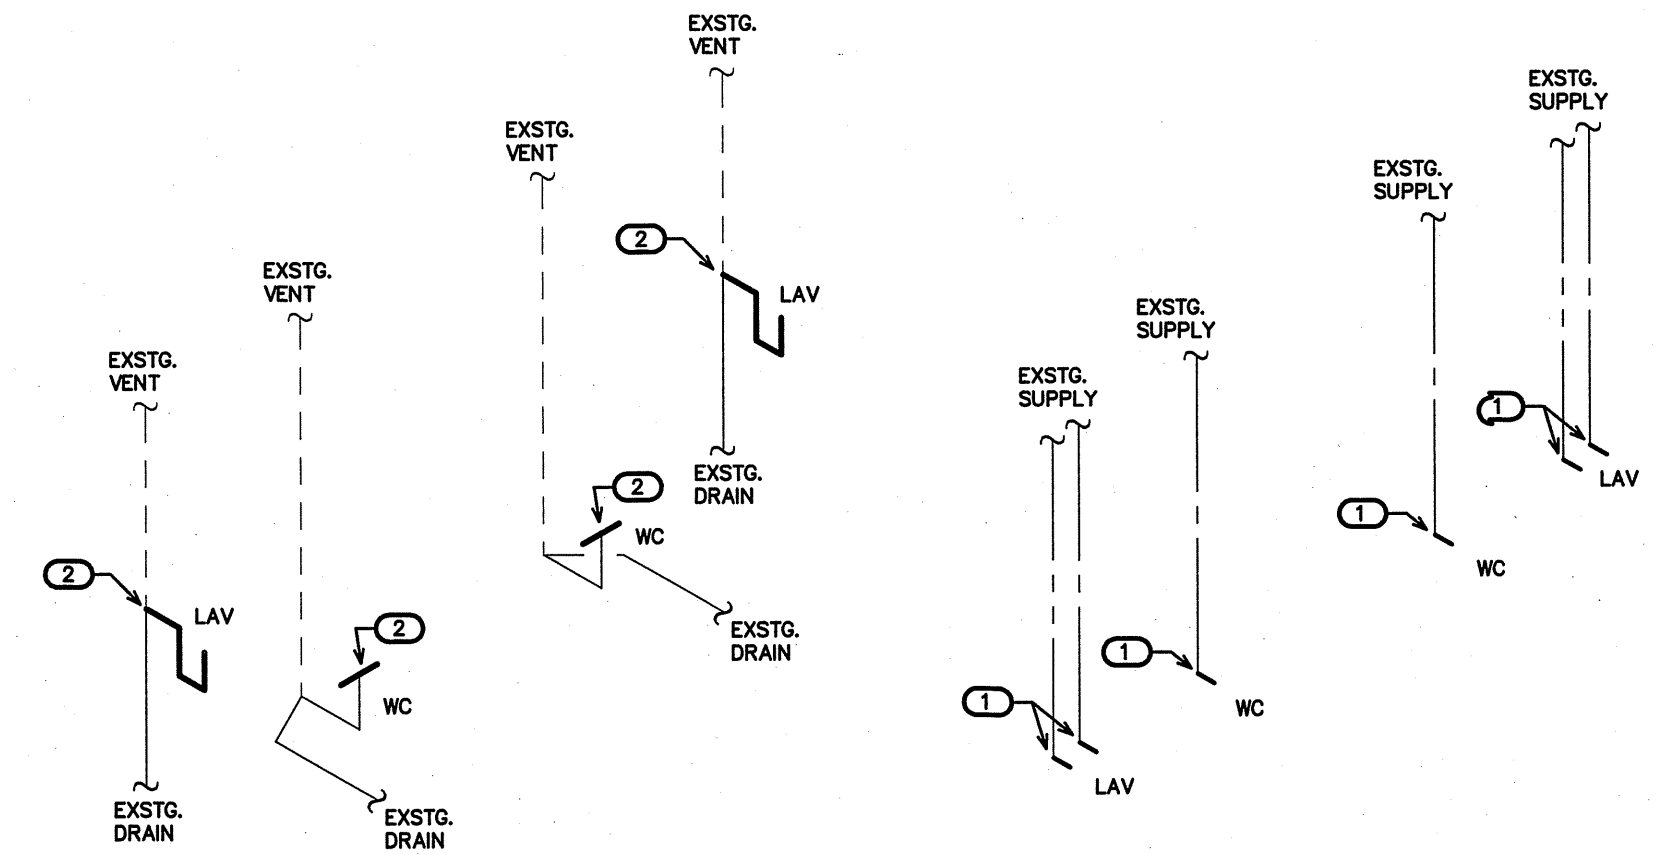 EXSTG.
VENT
EXSTG.
VENT
EXSTG.
VENT
EXSTG.
VENT
2
LAV
EXSTG.
DRAIN
2
WC
EXSTG.
DRAIN
2
LAV
EXSTG.
DRAIN
2
WC
EXSTG.
DRAIN
EXSTG.
SUPPLY
EXSTG.
SUPPLY
EXSTG.
SUPPLY
EXSTG.
SUPPLY
1
LAV
1
WC
1
WC
1
LAV